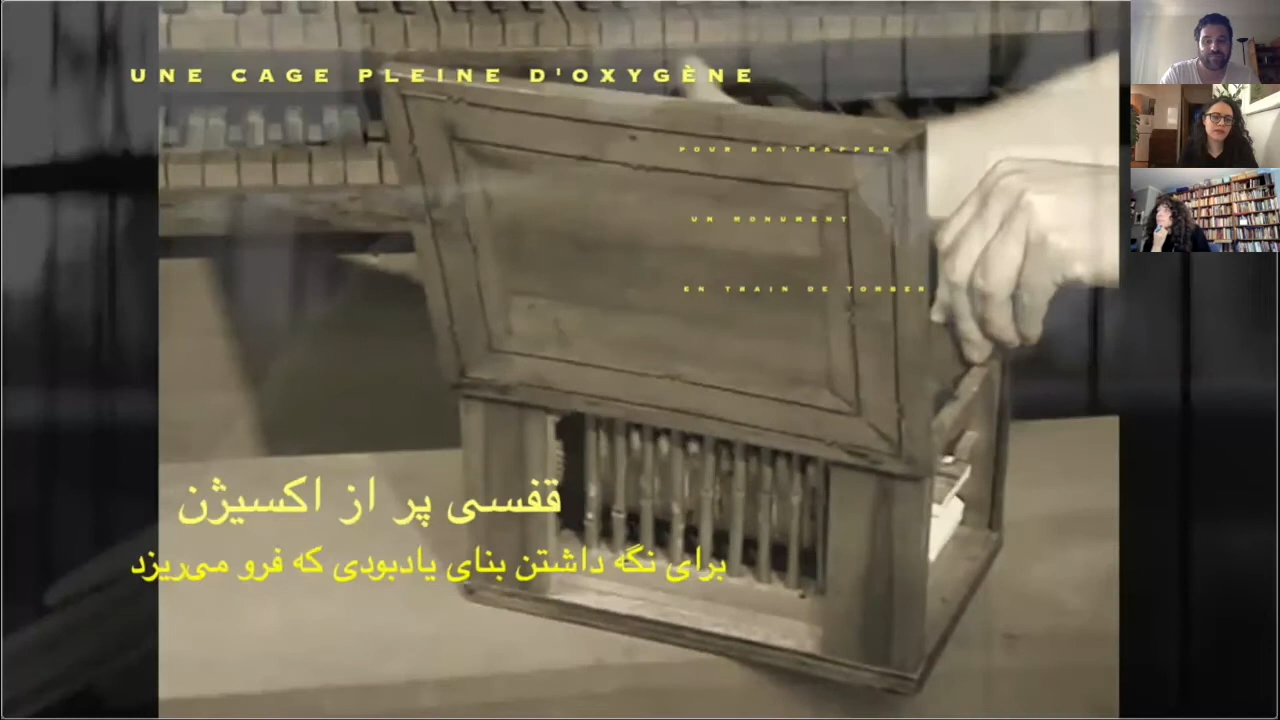 UNE CAGE PLEINE D'OXYGÈNE
POUR RATTRAPPER
UN MONUMENT
EN TRAIN DE TOMBER
قفسی پر از اکسیژن
برای نگه داشتن بنای یادبودی که فرو می‌ریزد